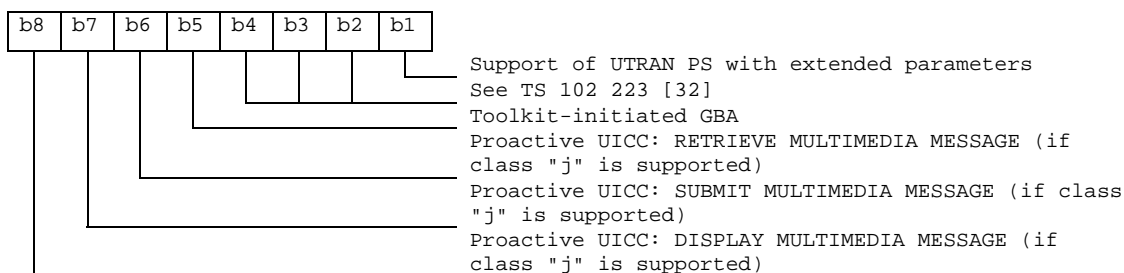 b8 b7 b6 b5 b4 b3 b2 b1
Support of UTRAN PS with extended parameters
See TS 102 223 [32]
Toolkit-initiated GBA
Proactive UICC: RETRIEVE MULTIMEDIA MESSAGE (if
class "j" is supported)
Proactive UICC: SUBMIT MULTIMEDIA MESSAGE (if class
"j" is supported)
Proactive UICC: DISPLAY MULTIMEDIA MESSAGE (if
class "j" is supported)